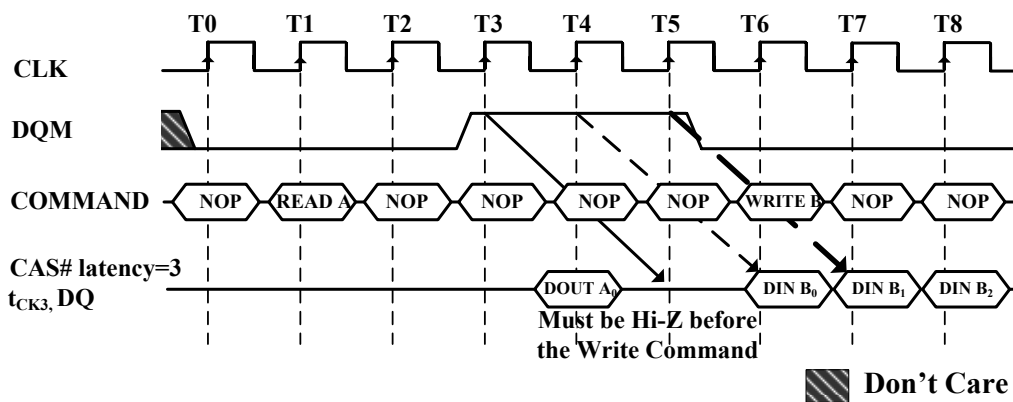 T0 T1 T2 T3 T4 T5 T6 T7 T8
CLK
DQM
COMMAND NOP READ A NOP NOP NOP NOP WRITE B NOP NOP
CAS# latency=3
tCK3, DQ DOUT A0 DIN B0 DIN B1 DIN B2
Must be Hi-Z before
the Write Command
Don't Care